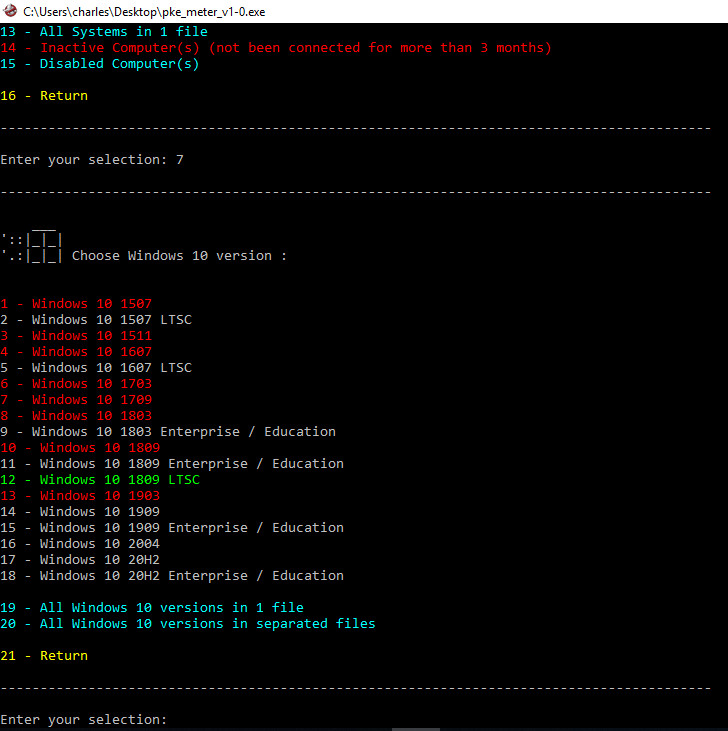 C:\Users\charles\Desktop\pke_meter_v1-0.exe
13 - All Systems in 1 file
14 - Inactive Computer(s) (not been connected for more than 3 months)
15 - Disabled Computer(s)
16 - Return
-----------------------------------------------------------------------------------------
Enter your selection: 7
-----------------------------------------------------------------------------------------
    ___
'::|_|_|
'.:|_|_| Choose Windows 10 version :
1 - Windows 10 1507
2 - Windows 10 1507 LTSC
3 - Windows 10 1511
4 - Windows 10 1607
5 - Windows 10 1607 LTSC
6 - Windows 10 1703
7 - Windows 10 1709
8 - Windows 10 1803
9 - Windows 10 1803 Enterprise / Education
10 - Windows 10 1809
11 - Windows 10 1809 Enterprise / Education
12 - Windows 10 1809 LTSC
13 - Windows 10 1903
14 - Windows 10 1909
15 - Windows 10 1909 Enterprise / Education
16 - Windows 10 2004
17 - Windows 10 20H2
18 - Windows 10 20H2 Enterprise / Education
19 - All Windows 10 versions in 1 file
20 - All Windows 10 versions in separated files
21 - Return
-----------------------------------------------------------------------------------------
Enter your selection: